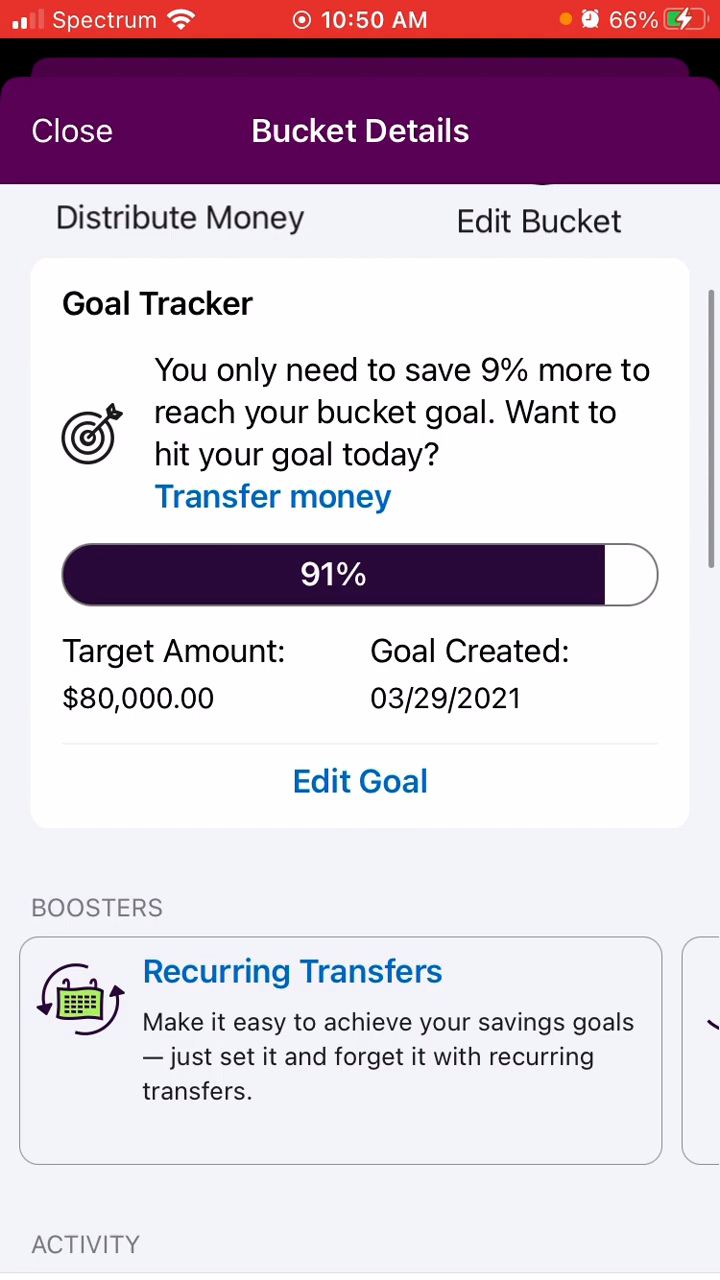 Spectrum 10:50 AM 66%
Close Bucket Details
Distribute Money Edit Bucket
Goal Tracker
You only need to save 9% more to
reach your bucket goal. Want to
hit your goal today?
Transfer money
91%
Target Amount: Goal Created:
$80,000.00 03/29/2021
Edit Goal
BOOSTERS
Recurring Transfers
Make it easy to achieve your savings goals
— just set it and forget it with recurring
transfers.
ACTIVITY